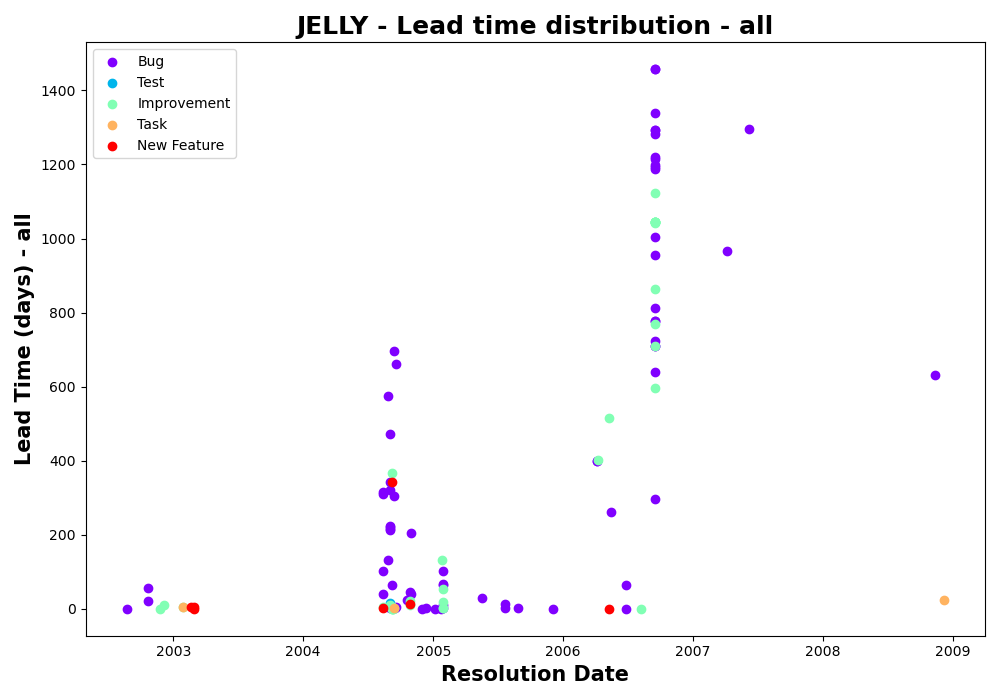 JELLY - Lead time distribution - all
Bug
Test
Improvement
Task
New Feature
Lead Time (days) - all
1400
1200
1000
800
600
400
200
0
2003 2004 2005 2006 2007 2008 2009
Resolution Date